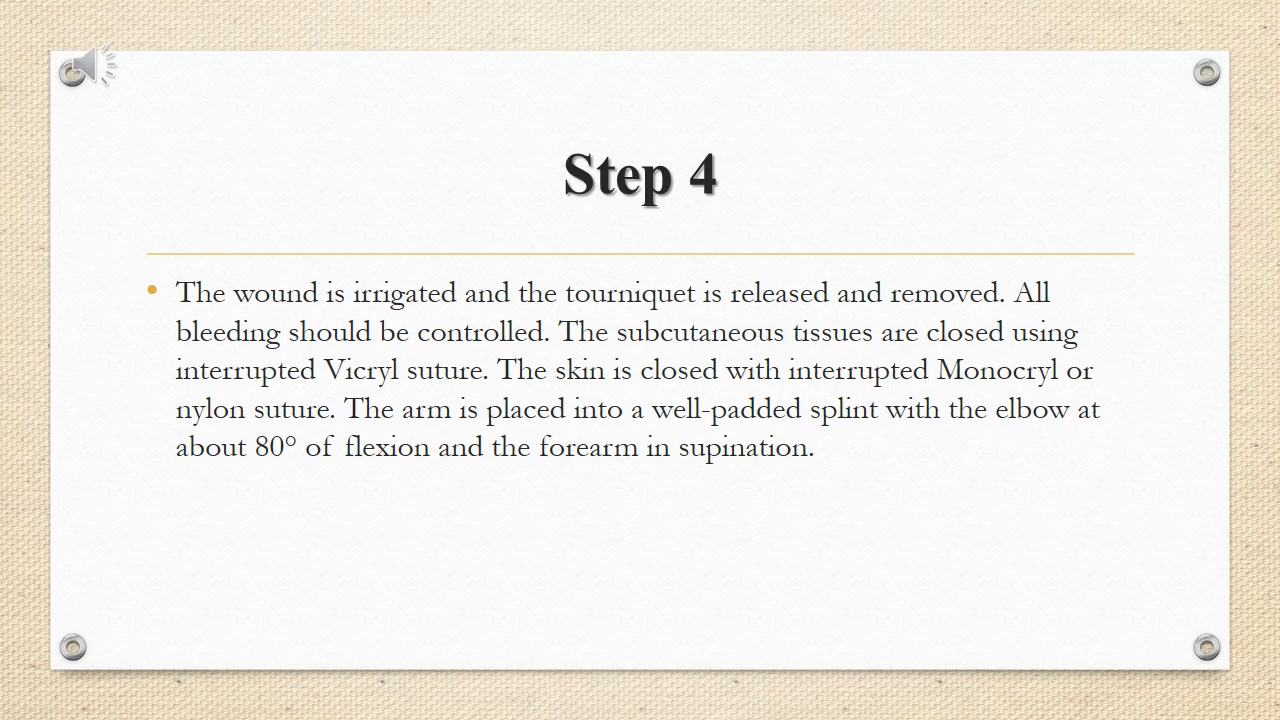 Step 4
• The wound is irrigated and the tourniquet is released and removed. All
bleeding should be controlled. The subcutaneous tissues are closed using
interrupted Vicryl suture. The skin is closed with interrupted Monocryl or
nylon suture. The arm is placed into a well-padded splint with the elbow at
about 80° of flexion and the forearm in supination.